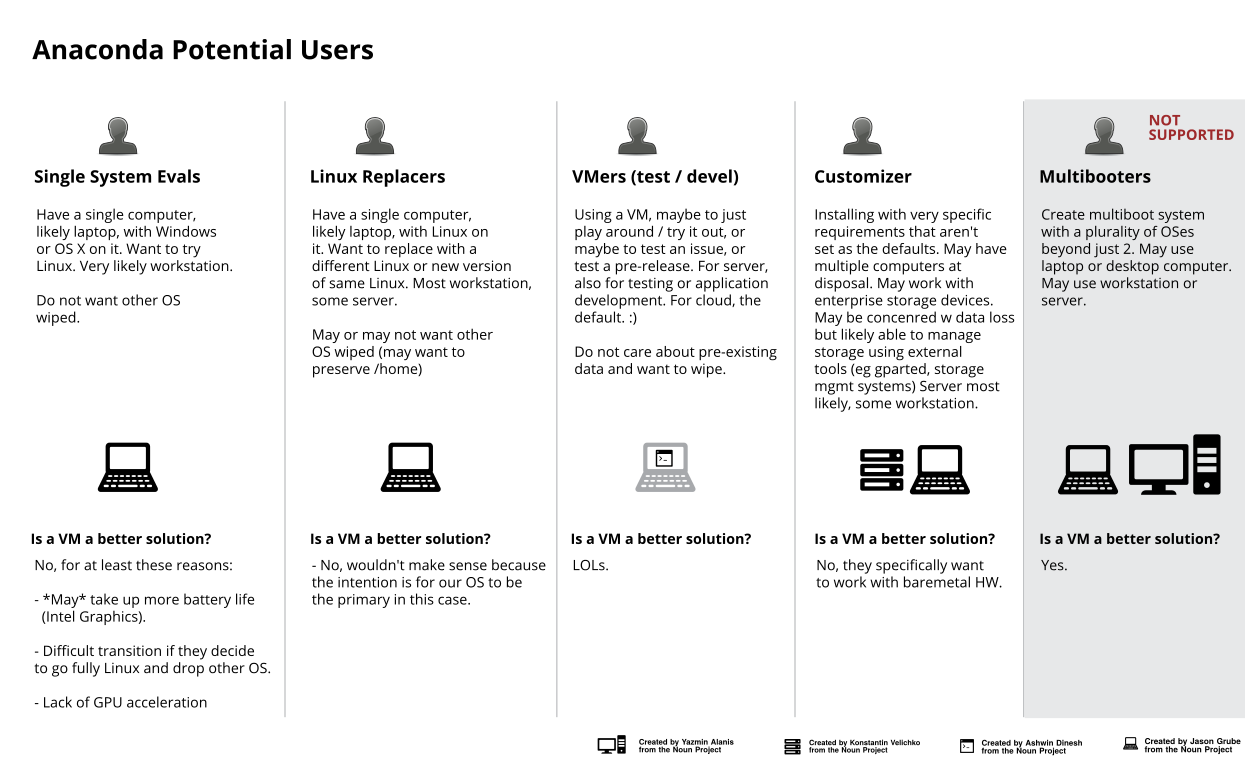 Anaconda Potential Users
Single System Evals
Have a single computer,
likely laptop, with Windows
or OS X on it. Want to try
Linux. Very likely workstation.
Do not want other OS
wiped.
Is a VM a better solution?
No, for at least these reasons:
- *May* take up more battery life
(Intel Graphics).
- Difficult transition if they decide
to go fully Linux and drop other OS.
- Lack of GPU acceleration
Linux Replacers
Have a single computer,
likely laptop, with Linux on
it. Want to replace with a
different Linux or new version
of same Linux. Most workstation,
some server.
May or may not want other
OS wiped (may want to
preserve /home)
Is a VM a better solution?
- No, wouldn't make sense because
the intention is for our OS to be
the primary in this case.
VMers (test / devel)
Using a VM, maybe to just
play around / try it out, or
maybe to test an issue, or
test a pre-release. For server,
also for testing or application
development. For cloud, the
default. :)
Do not care about pre-existing
data and want to wipe.
Is a VM a better solution?
LOLs.
Customizer
Installing with very specific
requirements that aren't
set as the defaults. May have
multiple computers at
disposal. May work with
enterprise storage devices.
May be concenred w data loss
but likely able to manage
storage using external
tools (eg gparted, storage
mgmt systems) Server most
likely, some workstation.
Is a VM a better solution?
No, they specifically want
to work with baremetal HW.
NOT
SUPPORTED
Multibooters
Create multiboot system
with a plurality of OSes
beyond just 2. May use
laptop or desktop computer.
May use workstation or
server.
Is a VM a better solution?
Yes.
Created by Yazmin Alanis
from the Noun Project
Created by Konstantin Velichko
from the Noun Project
Created by Ashwin Dinesh
from the Noun Project
Created by Jason Grube
from the Noun Project